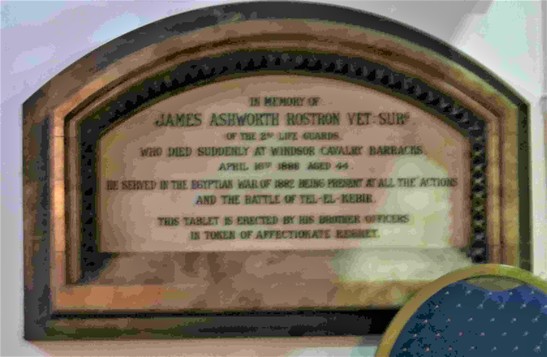 IN MEMORY OF
JAMES ASHWORTH ROSTRON VET: SURⁿ
OF THE 2ND LIFE GUARDS.
WHO DIED SUDDENLY AT WINDSOR CAVALRY BARRACKS
APRIL AGED 44
HE SERVED IN THE EGYPTIAN WAR OF 1882 BEING PRESENT AT ALL THE ACTIONS
AND THE BATTLE OF TEL-EL-KEBIR.
THIS TABLET IS ERECTED BY HIS BROTHER OFFICERS
IN TOKEN OF AFFECTIONATE REGRET.